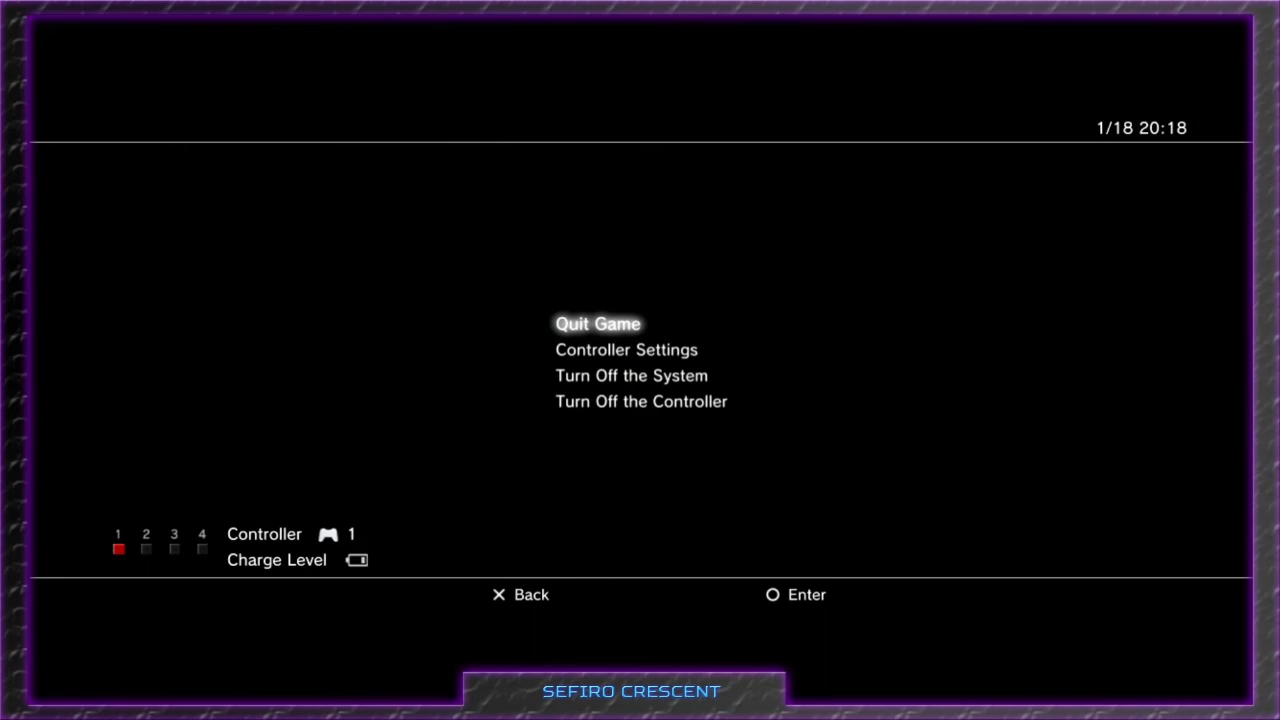 1/18 20:18
Quit Game
Controller Settings
Turn Off the System
Turn Off the Controller
1 2 3 4 Controller 1
Charge Level
Back Enter
SEFIRO CRESCENT